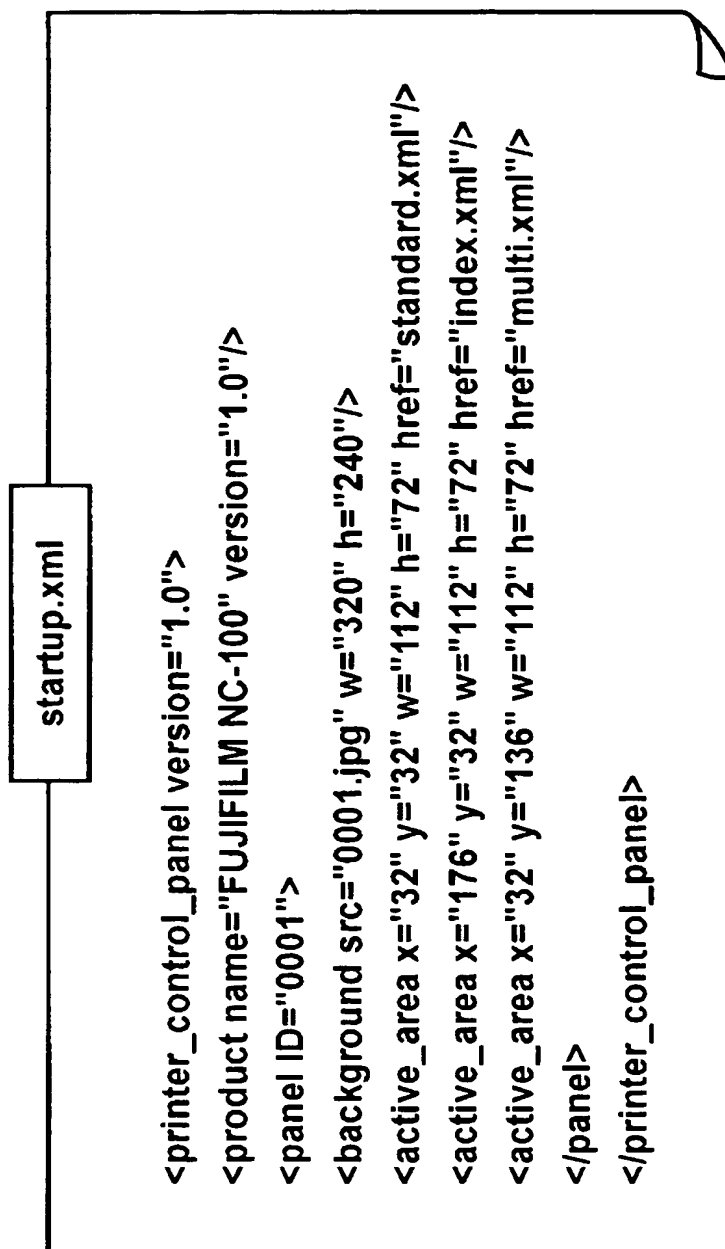 startup.xml
<printer_control_panel version="1.0">
<product name="FUJIFILM NC-100" version="1.0"/>
<panel ID="0001">
<background src="0001.jpg" w="320" h="240"/>
<active_area x="32" y="32" w="112" h="72" href="standard.xml"/>
<active_area x="176" y="32" w="112" h="72" href="index.xml"/>
<active_area x="32" y="136" w="112" h="72" href="multi.xml"/>
</panel>
</printer_control_panel>